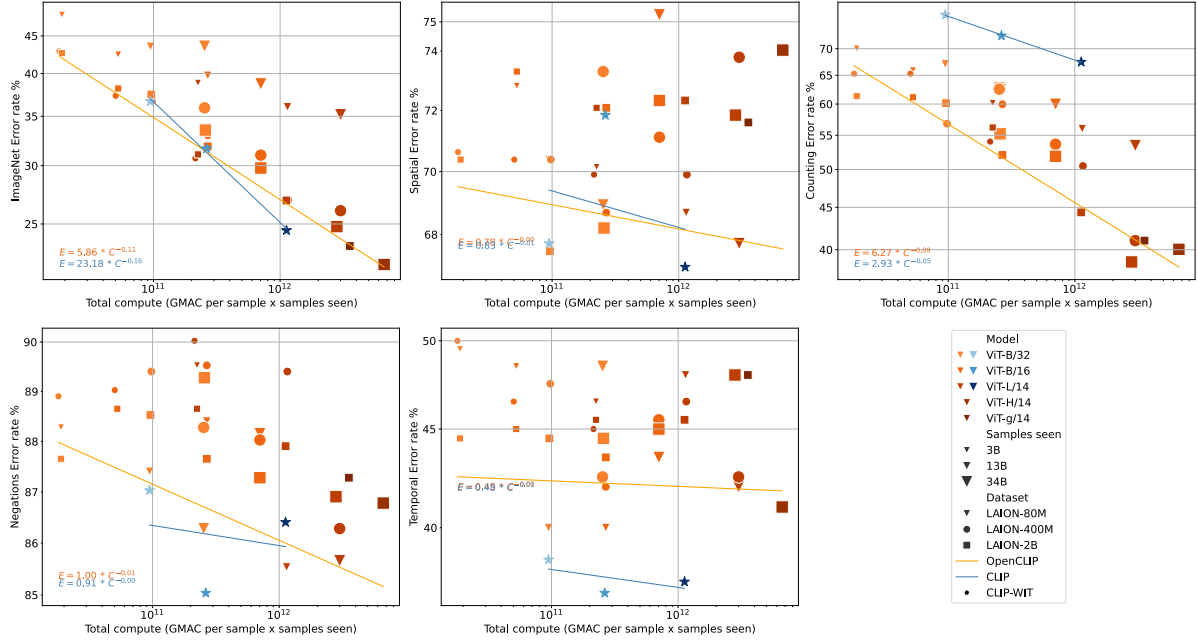 ImageNet Error rate %
45
40
35
30
25
E = 5.86 * C^−0.11
E = 23.18 * C^−0.16
10^11
10^12
Total compute (GMAC per sample x samples seen)
Spatial Error rate %
75
74
72
70
68
10^11
10^12
Total compute (GMAC per sample x samples seen)
Counting Error rate %
70
65
60
55
50
45
40
E = 6.27 * C^−0.09
E = 2.93 * C^−0.05
10^11
10^12
Total compute (GMAC per sample x samples seen)
Negations Error rate %
90
89
88
87
86
85
E = 1.00 * C^−0.01
E = 0.91 * C^−0.00
10^11
10^12
Total compute (GMAC per sample x samples seen)
Temporal Error rate %
50
45
40
10^11
10^12
Total compute (GMAC per sample x samples seen)
Model
ViT-B/32
ViT-B/16
ViT-L/14
ViT-H/14
ViT-g/14
Samples seen
3B
13B
34B
Dataset
LAION-80M
LAION-400M
LAION-2B
OpenCLIP
CLIP
CLIP-WIT